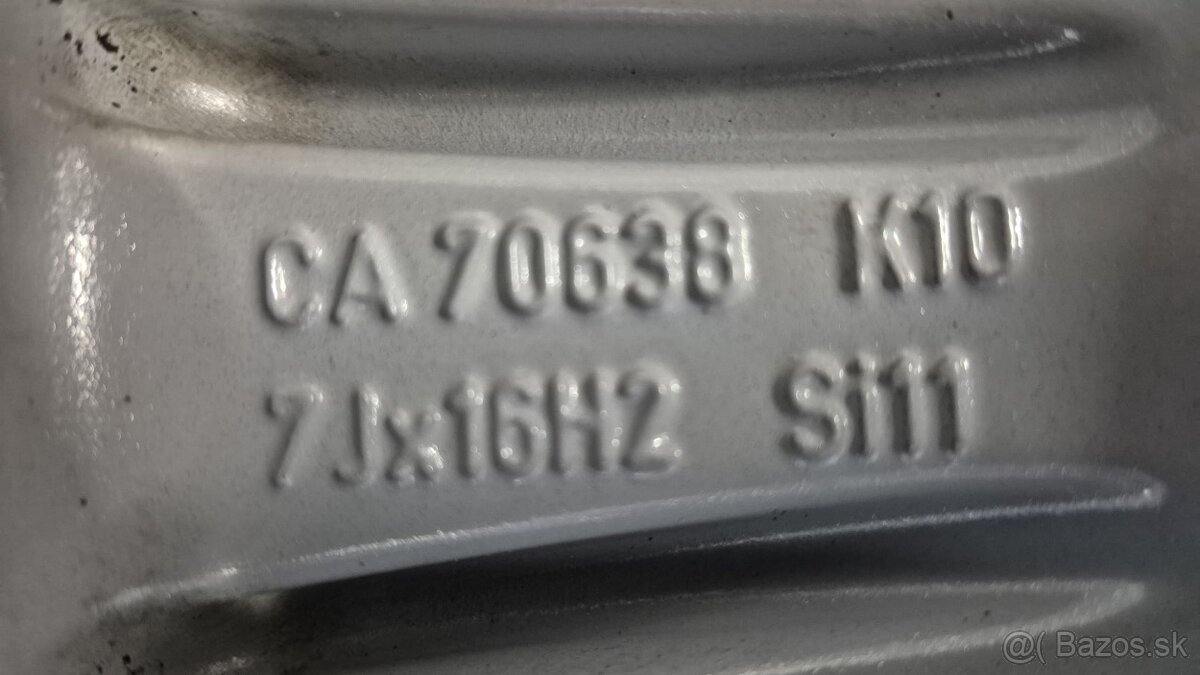 CA 70638 K10
7Jx16H2 Si11
@( Bazos.sk